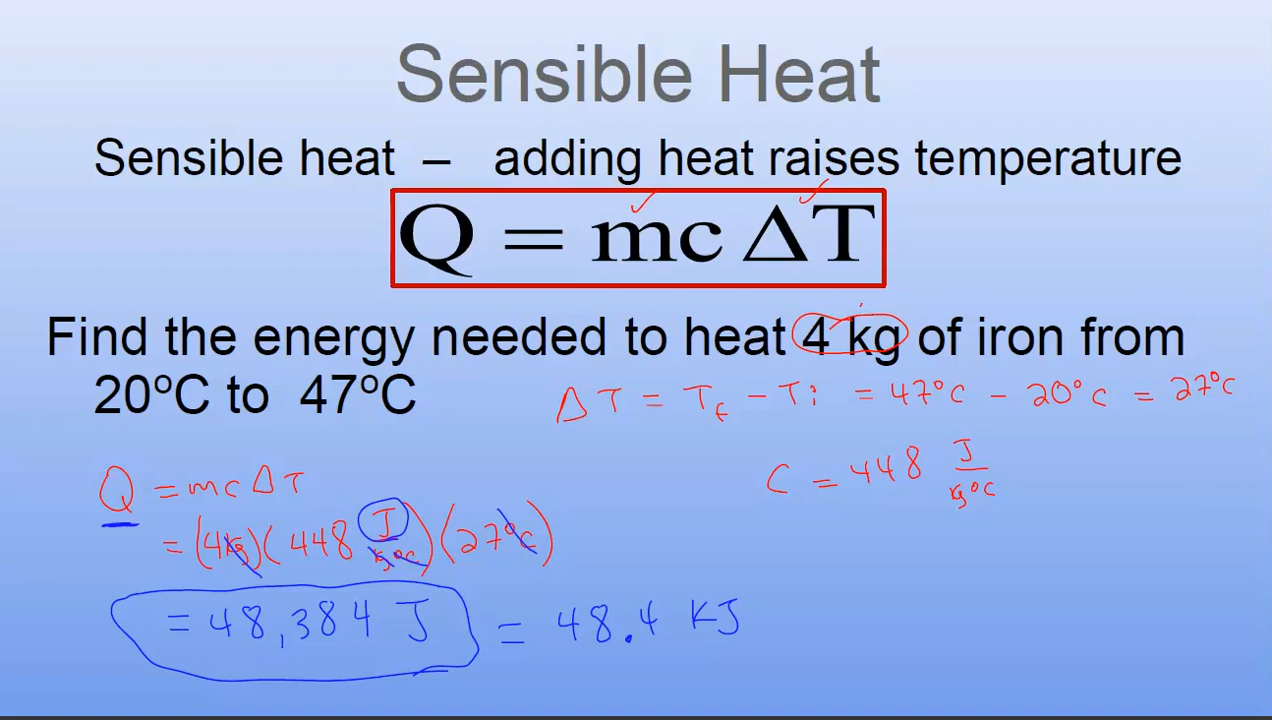 Sensible Heat
Sensible heat – adding heat raises temperature
Q = mc ΔT
Find the energy needed to heat 4 kg of iron from
20ºC to 47ºC
ΔT = Tf - Ti = 47°C - 20°C = 27°C
C = 448 J/kg°C
Q = mcΔT
= (4kg)(448 J/kg°C)(27°C)
= 48,384 J = 48.4 KJ